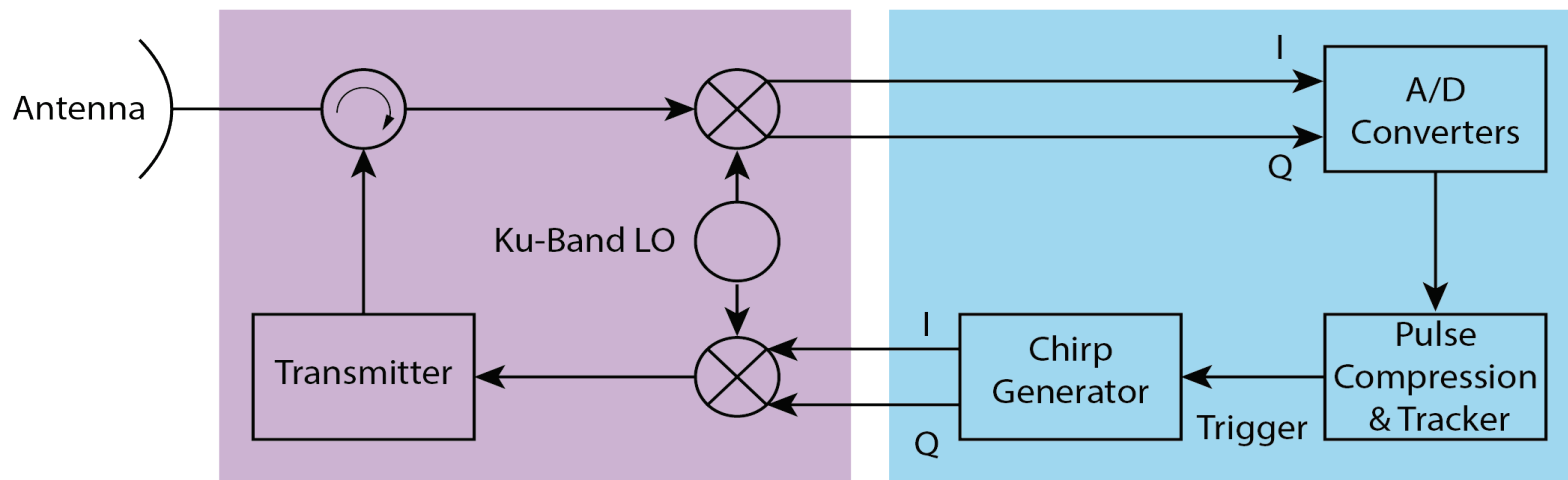 Antenna
I
Q
A/D
Converters
Ku-Band LO
Transmitter
I
Q
Chirp
Generator
Trigger
Pulse
Compression
& Tracker